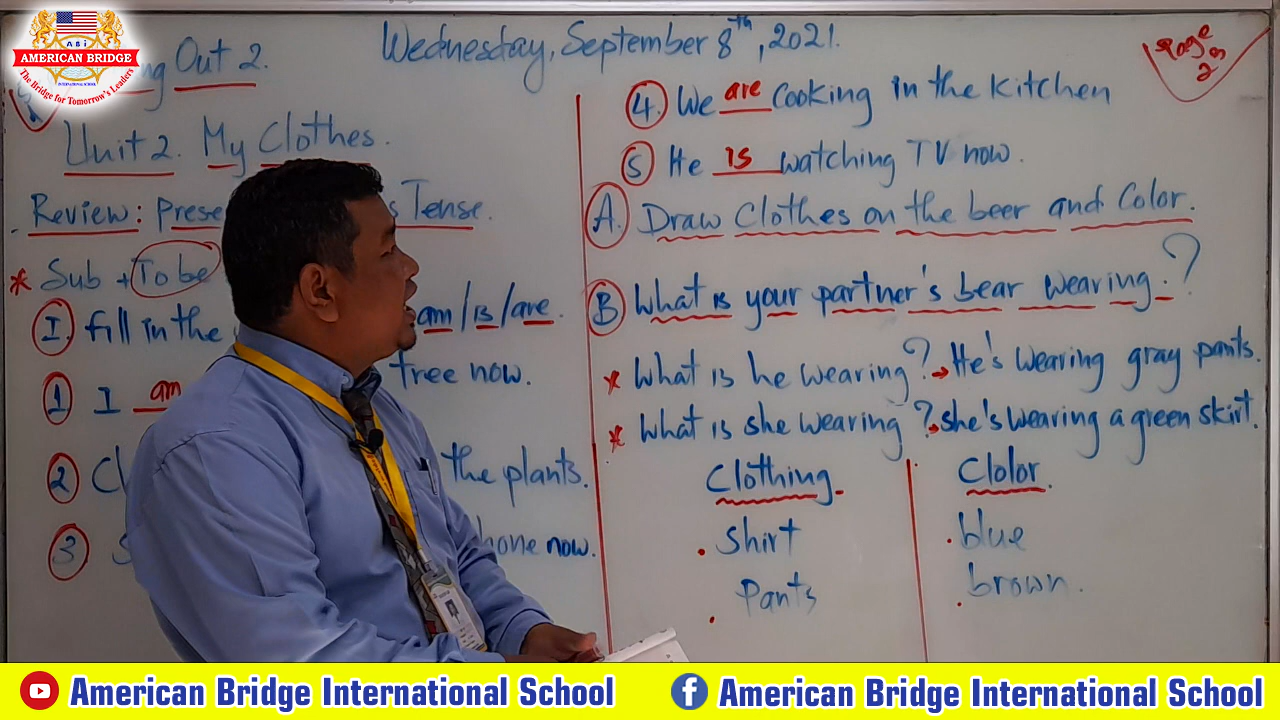 A B i
AMERICAN BRIDGE
INTERNATIONAL SCHOOL
The Bridge for Tomorrow's Leaders
Out 2.
Wednesday, September 8th, 2021.
Page
Unit 2. My Clothes.
Review: Prese s Tense.
* Sub + To be
I. Fill in the am/is/are.
1 I am tree now.
2 the plants.
3 S hone now.
4. We are Cooking in the Kitchen
5 He is watching TV now.
A. Draw Clothes on the beer and Color.
B What is your partner's bear wearing.?
* What is he wearing? He's wearing gray pants.
* What is she wearing? she's wearing a green skirt.
Clothing. Clolor.
. Shirt . blue
. Pants . brown.
American Bridge International School
f American Bridge International School